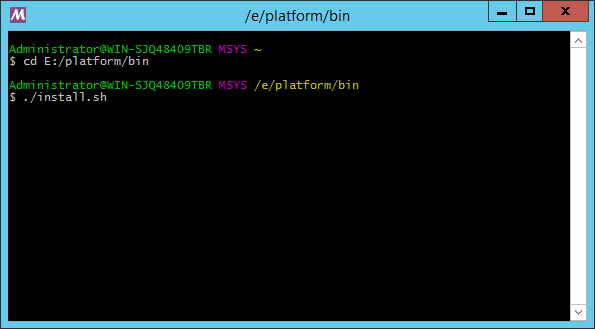 /e/platform/bin
Administrator@WIN-SJQ48409TBR MSYS ~
$ cd E:/platform/bin
Administrator@WIN-SJQ48409TBR MSYS /e/platform/bin
$ ./install.sh